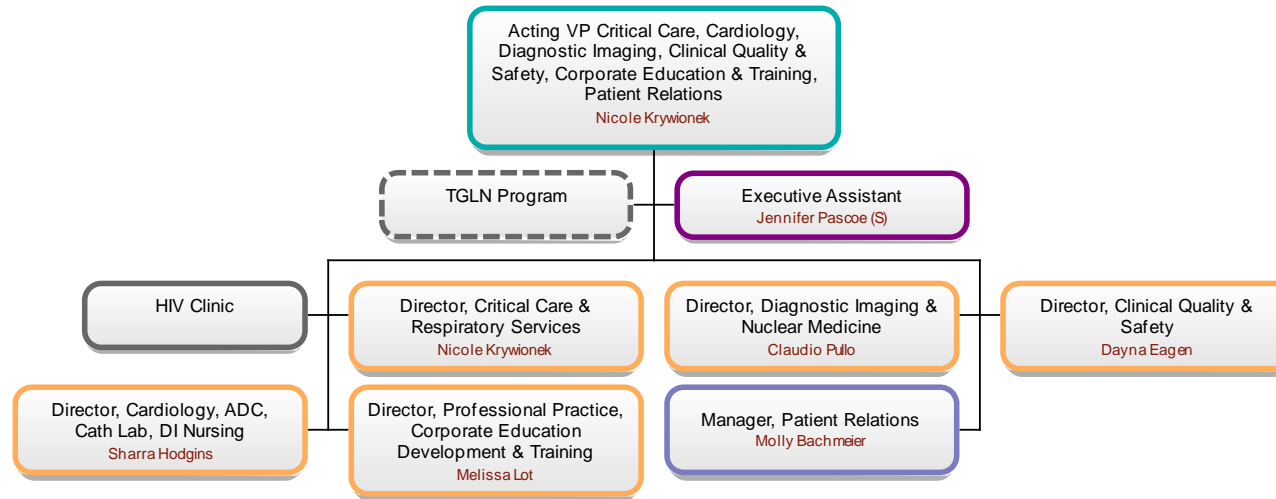 Acting VP Critical Care, Cardiology,
Diagnostic Imaging, Clinical Quality &
Safety, Corporate Education & Training,
Patient Relations
Nicole Krywionek
TGLN Program
Executive Assistant
Jennifer Pascoe (S)
HIV Clinic
Director, Critical Care &
Respiratory Services
Nicole Krywionek
Director, Diagnostic Imaging &
Nuclear Medicine
Claudio Pullo
Director, Clinical Quality &
Safety
Dayna Eagen
Director, Cardiology, ADC,
Cath Lab, DI Nursing
Sharra Hodgins
Director, Professional Practice,
Corporate Education
Development & Training
Melissa Lot
Manager, Patient Relations
Molly Bachmeier